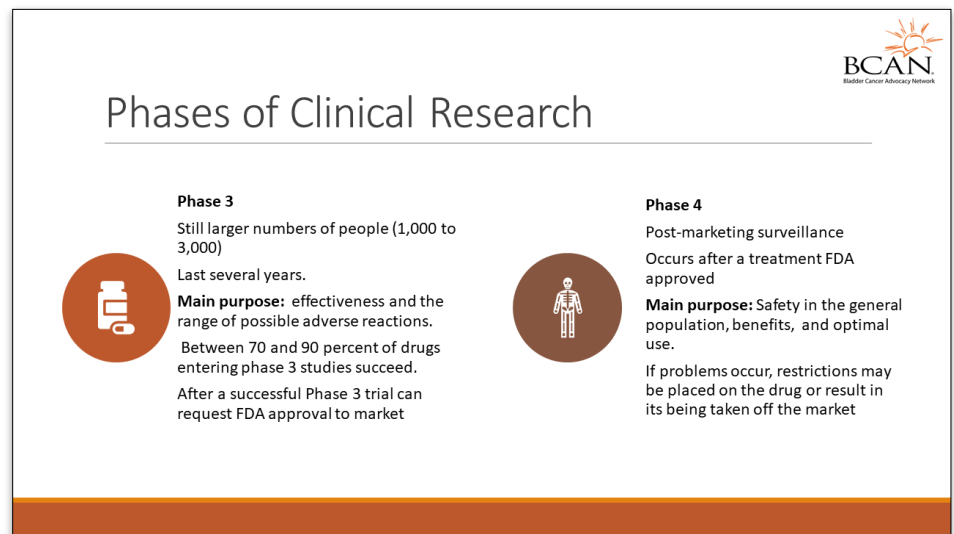 BCAN
Bladder Cancer Advocacy Network
Phases of Clinical Research
Phase 3
Still larger numbers of people (1,000 to
3,000)
Last several years.
Main purpose:  effectiveness and the
range of possible adverse reactions.
Between 70 and 90 percent of drugs
entering phase 3 studies succeed.
After a successful Phase 3 trial can
request FDA approval to market
Phase 4
Post-marketing surveillance
Occurs after a treatment FDA
approved
Main purpose: Safety in the general
population, benefits,  and optimal
use.
If problems occur, restrictions may
be placed on the drug or result in
its being taken off the market